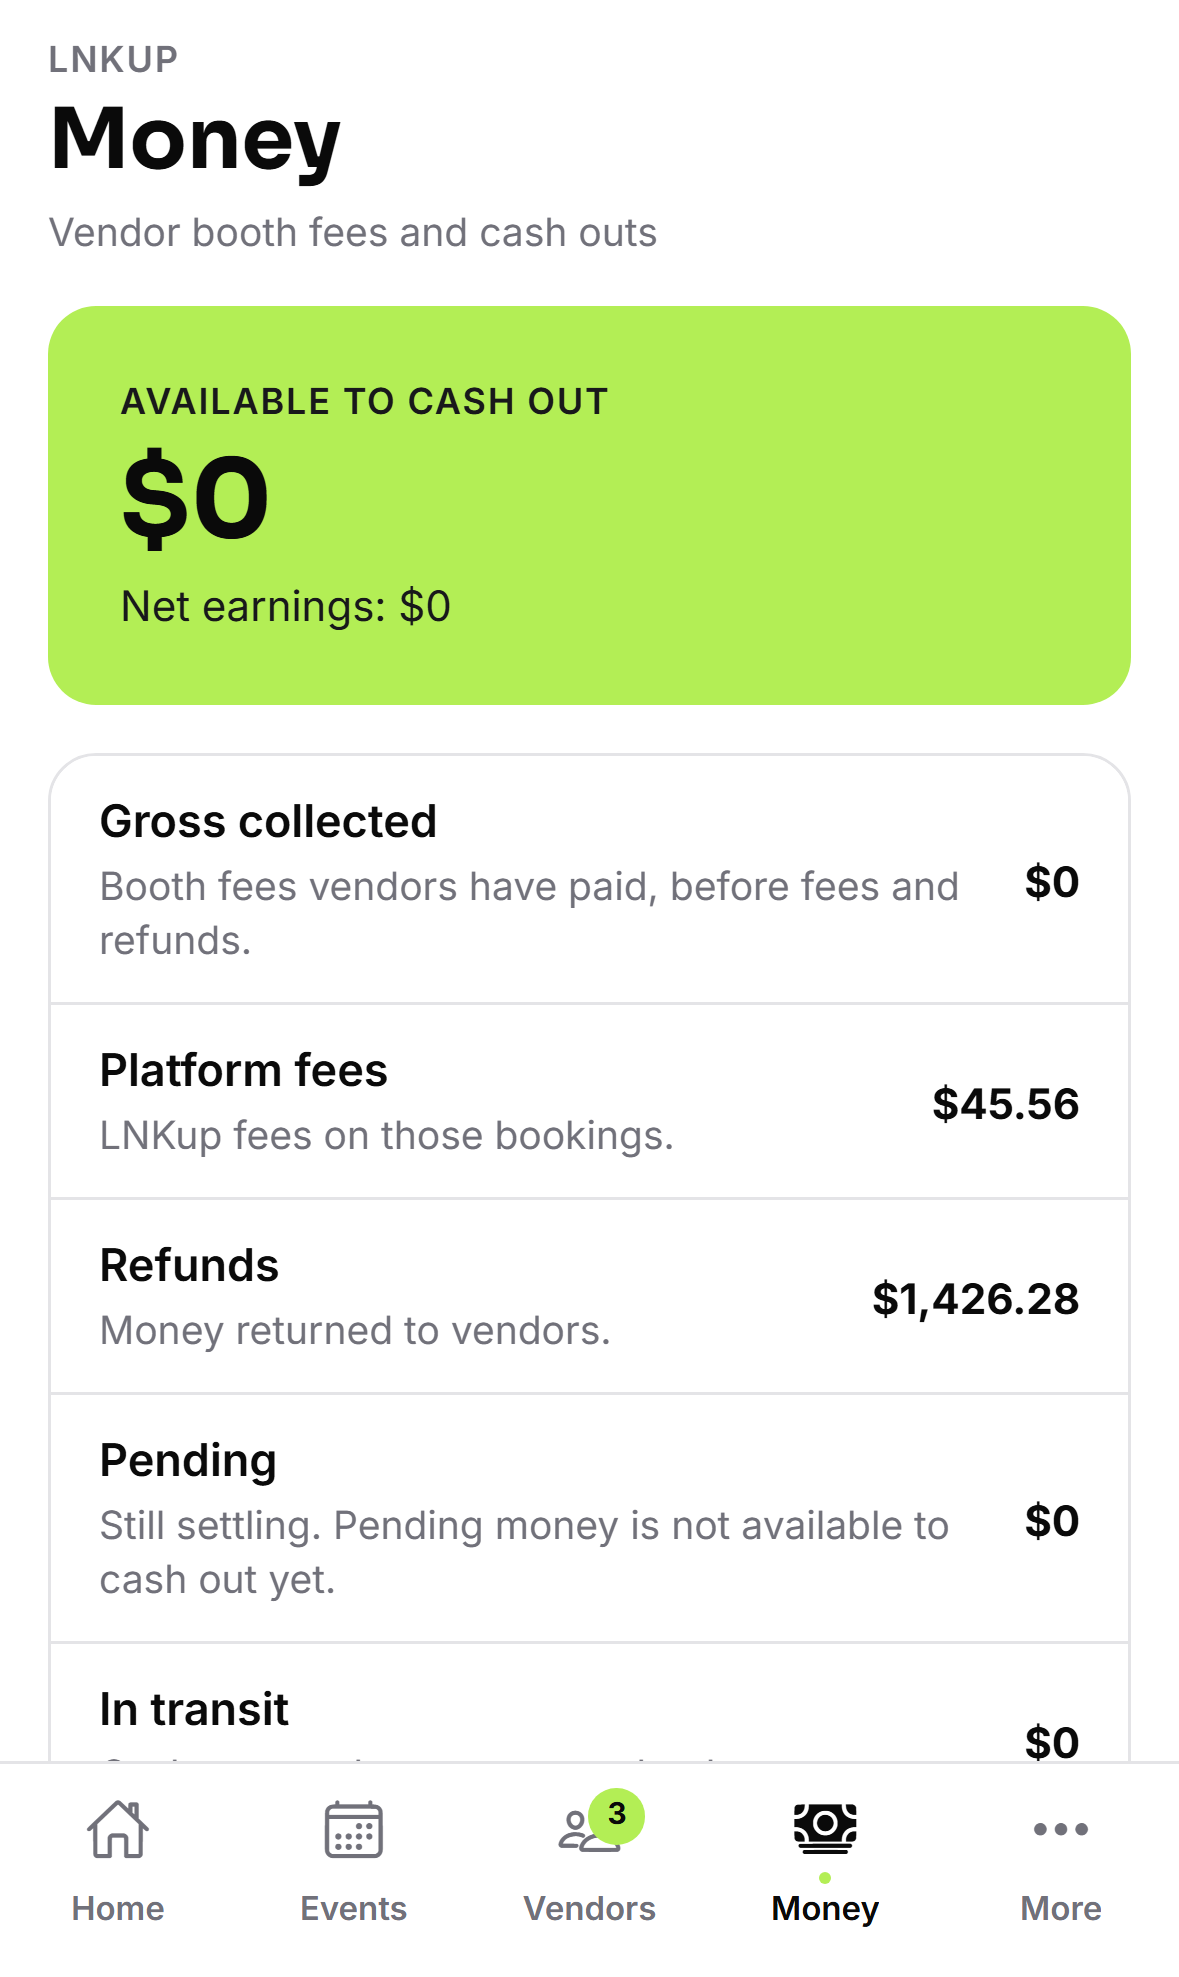 LNKUP
Money
Vendor booth fees and cash outs
AVAILABLE TO CASH OUT
$0
Net earnings: $0
Gross collected
Booth fees vendors have paid, before fees and
refunds.
$0
Platform fees
LNKup fees on those bookings.
$45.56
Refunds
Money returned to vendors.
$1,426.28
Pending
Still settling. Pending money is not available to
cash out yet.
$0
In transit
$0
3
Home
Events
Vendors
Money
More